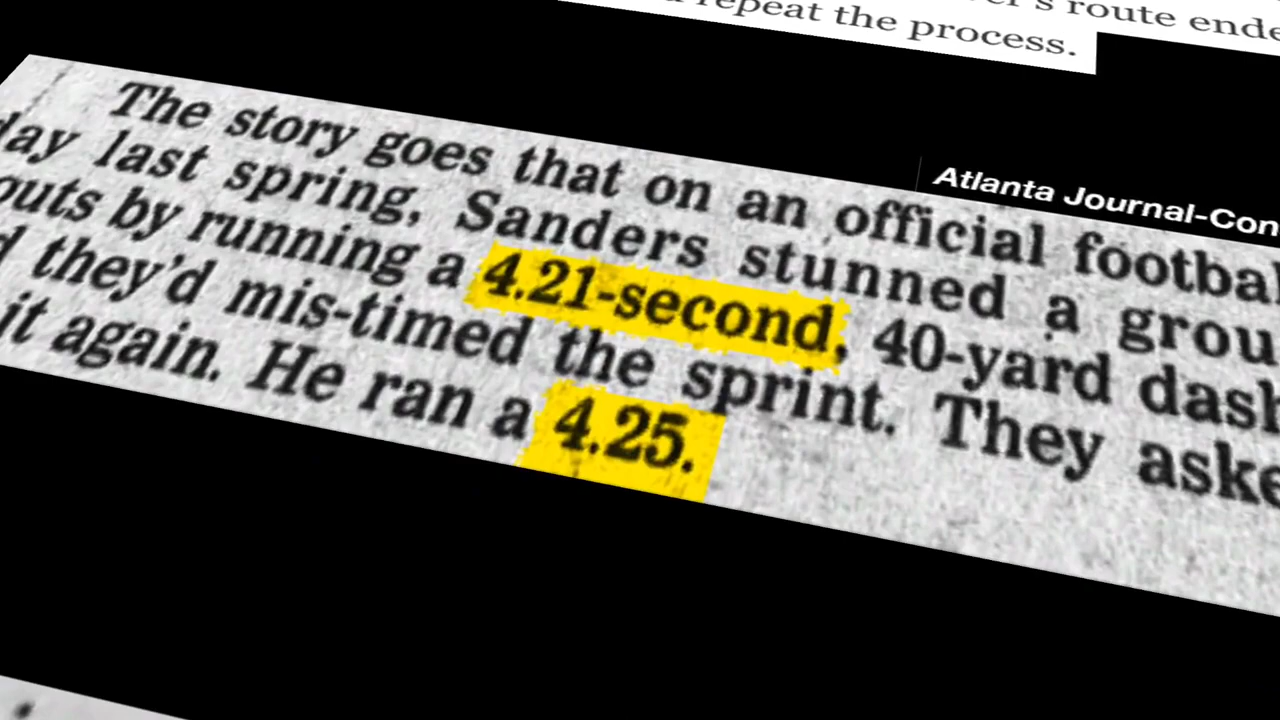 route
repeat the process.
Atlanta Journal-Con
The story goes that on an official footbal
day last spring, Sanders stunned a grou
outs by running a 4.21-second, 40-yard dash
they'd mis-timed the sprint. They aske
it again. He ran a 4.25.